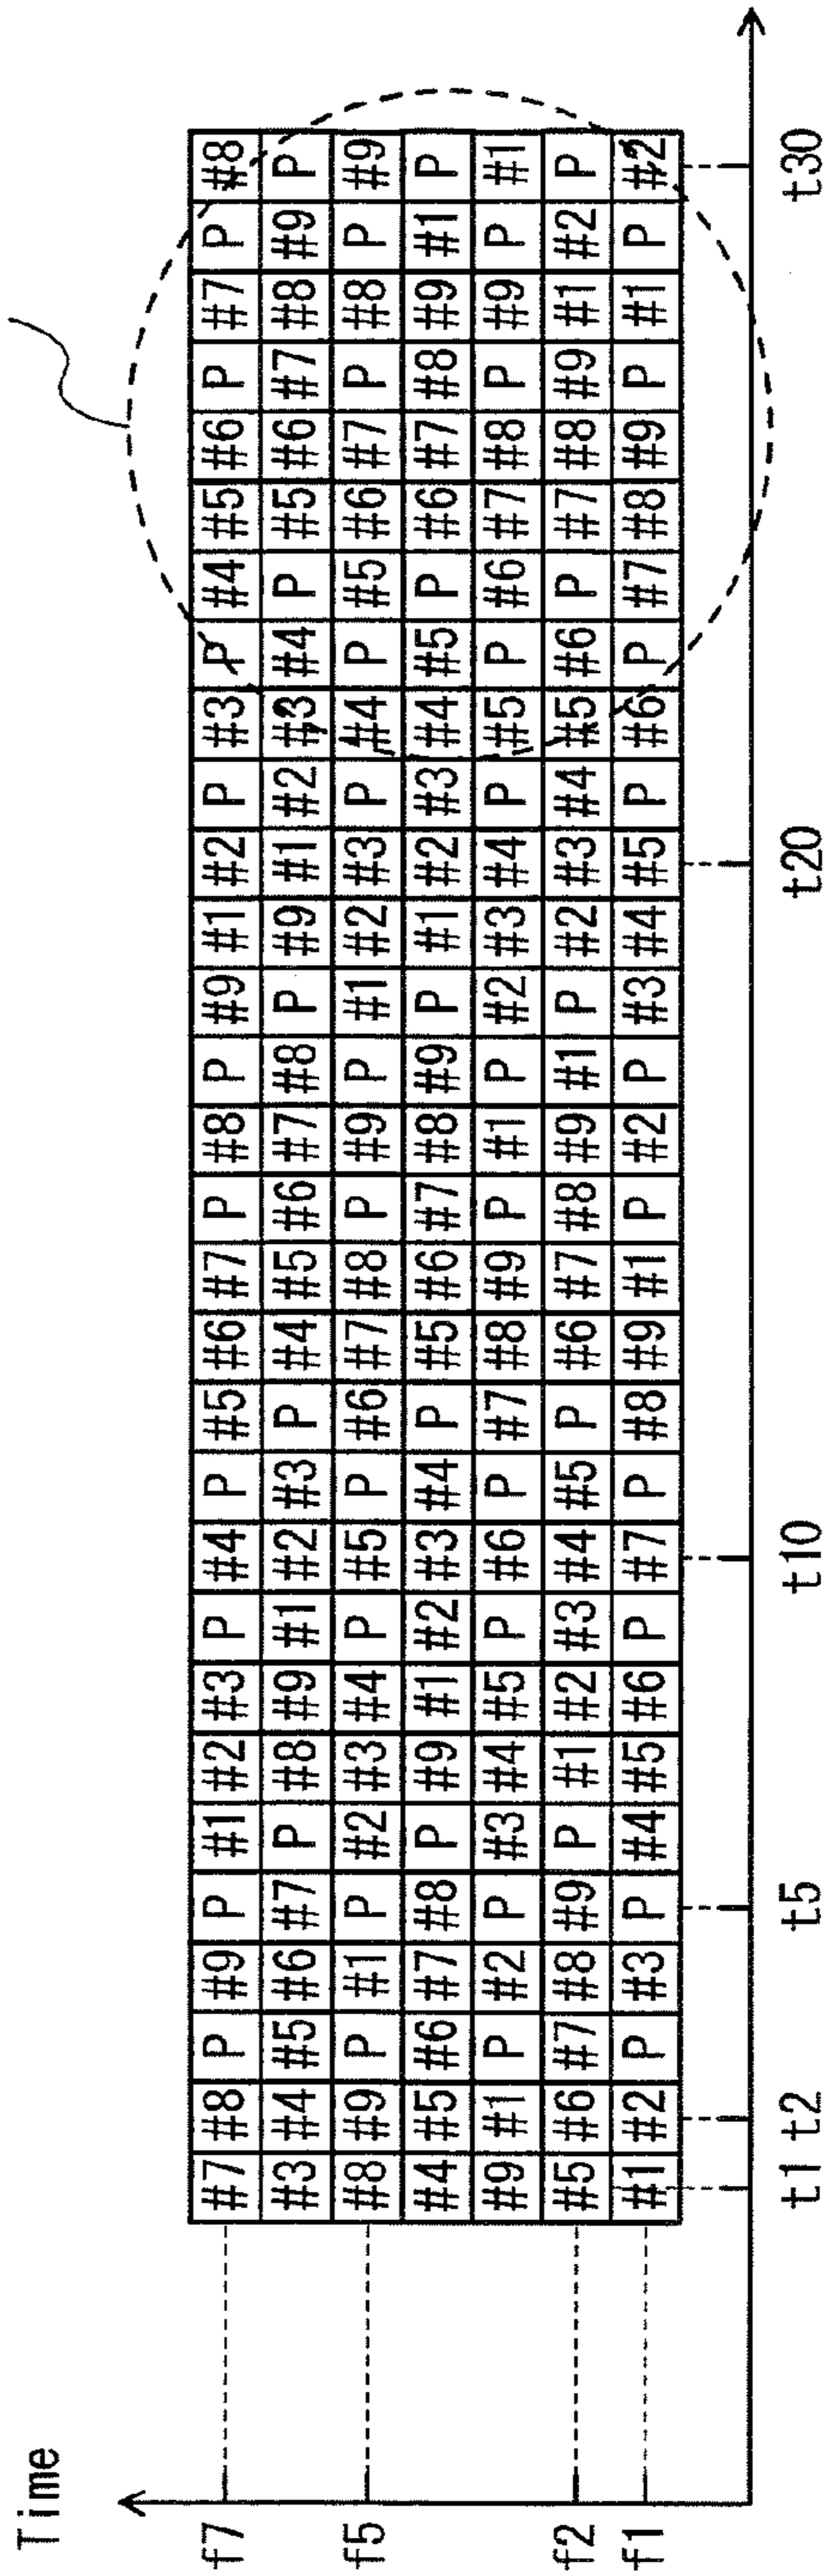 Time
f7 #7 #8 P #9 P #1 #2 #3 P #4 P #5 #6 #7 P #8 P #9 #1 #2 P #3 P #4 #5 #6 P #7 P #8
#3 #4 #5 #6 #7 P #8 #9 #1 #2 #3 P #4 #5 #6 #7 #8 P #9 #1 #2 #3 #4 P #5 #6 #7 #8 #9 P
f5 #8 #9 P #1 P #2 #3 #4 P #5 P #6 #7 #8 P #9 P #1 #2 #3 P #4 P #5 #6 #7 P #8 P #9
#4 #5 #6 #7 #8 P #9 #1 #2 #3 #4 P #5 #6 #7 #8 #9 P #1 #2 #3 #4 #5 P #6 #7 #8 #9 #1 P
#9 #1 P #2 P #3 #4 #5 P #6 P #7 #8 #9 P #1 P #2 #3 #4 P #5 P #6 #7 #8 P #9 P #1
f2 #5 #6 #7 #8 #9 P #1 #2 #3 #4 #5 P #6 #7 #8 #9 #1 P #2 #3 #4 #5 #6 P #7 #8 #9 #1 #2 P
f1 #1 #2 P #3 P #4 #5 #6 P #7 P #8 #9 #1 P #2 P #3 #4 #5 P #6 P #7 #8 #9 P #1 P #2
t1 t2 t5 t10 t20 t30